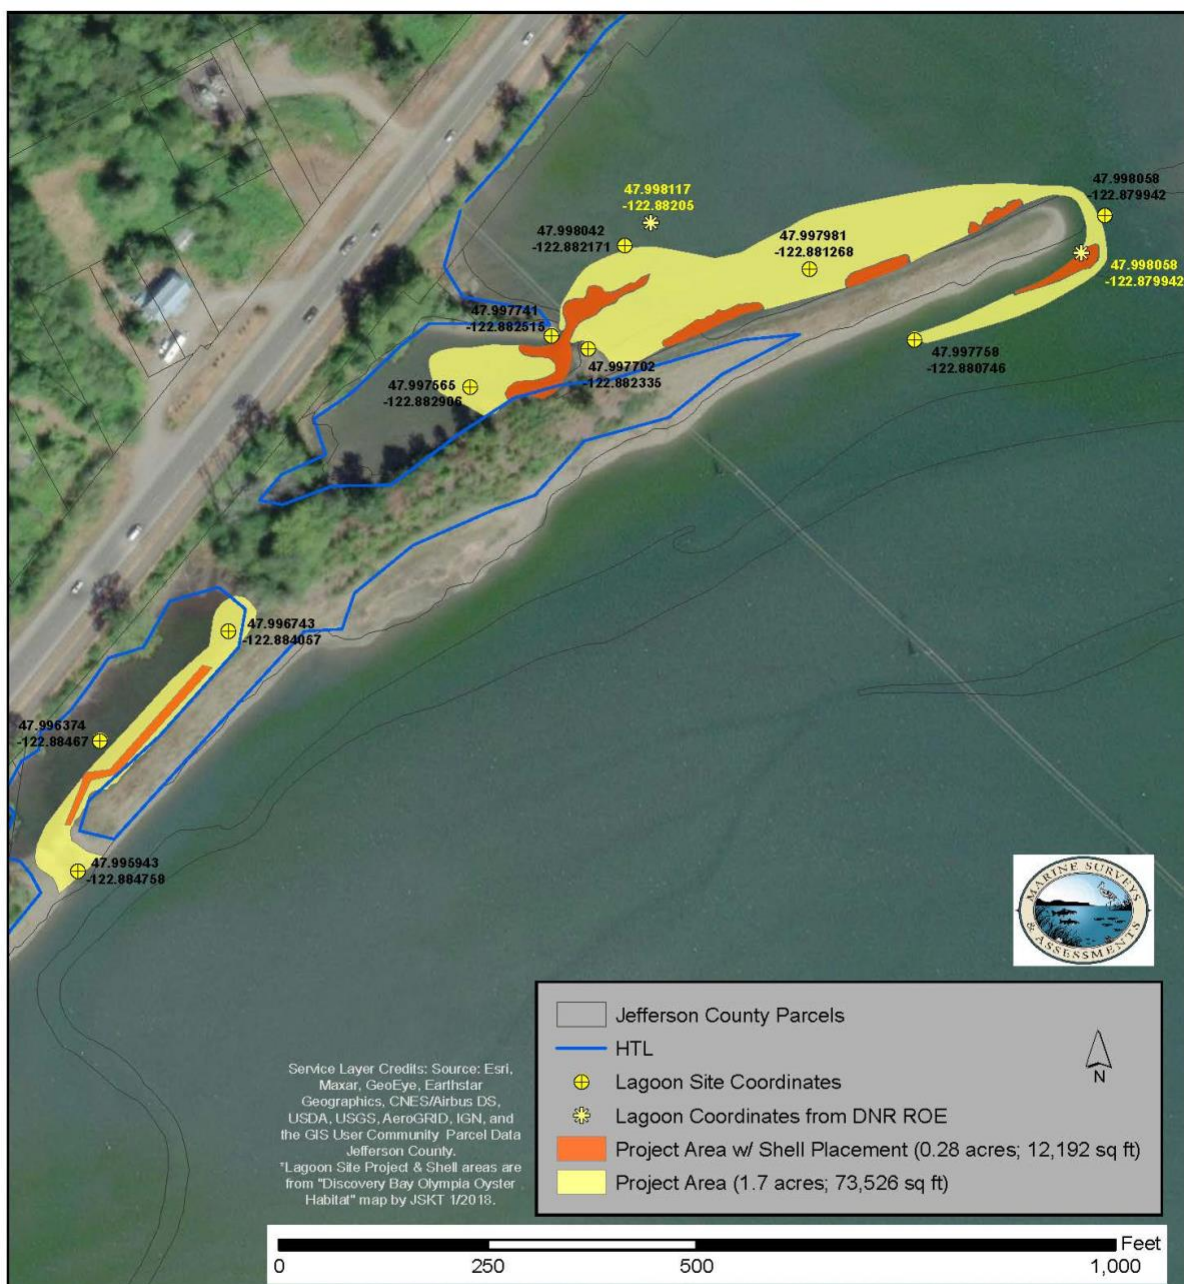 47.998117
-122.88205
47.998058
-122.879942
47.998042
-122.882171
47.997981
-122.881268
47.998058
-122.879942
47.997741
-122.882515
47.997758
-122.880746
47.997702
-122.882335
47.997565
-122.882906
47.996743
-122.884057
47.996374
-122.88467
47.995943
-122.884758
MARINE SURVEYS
& ASSESSMENTS
Jefferson County Parcels
HTL
Lagoon Site Coordinates
Lagoon Coordinates from DNR ROE
Project Area w/ Shell Placement (0.28 acres; 12,192 sq ft)
Project Area (1.7 acres; 73,526 sq ft)
N
Service Layer Credits: Source: Esri,
Maxar, GeoEye, Earthstar
Geographics, CNES/Airbus DS,
USDA, USGS, AeroGRID, IGN, and
the GIS User Community Parcel Data
Jefferson County.
*Lagoon Site Project & Shell areas are
from "Discovery Bay Olympia Oyster
Habitat" map by JSKT 1/2018.
Feet
0 250 500 1,000